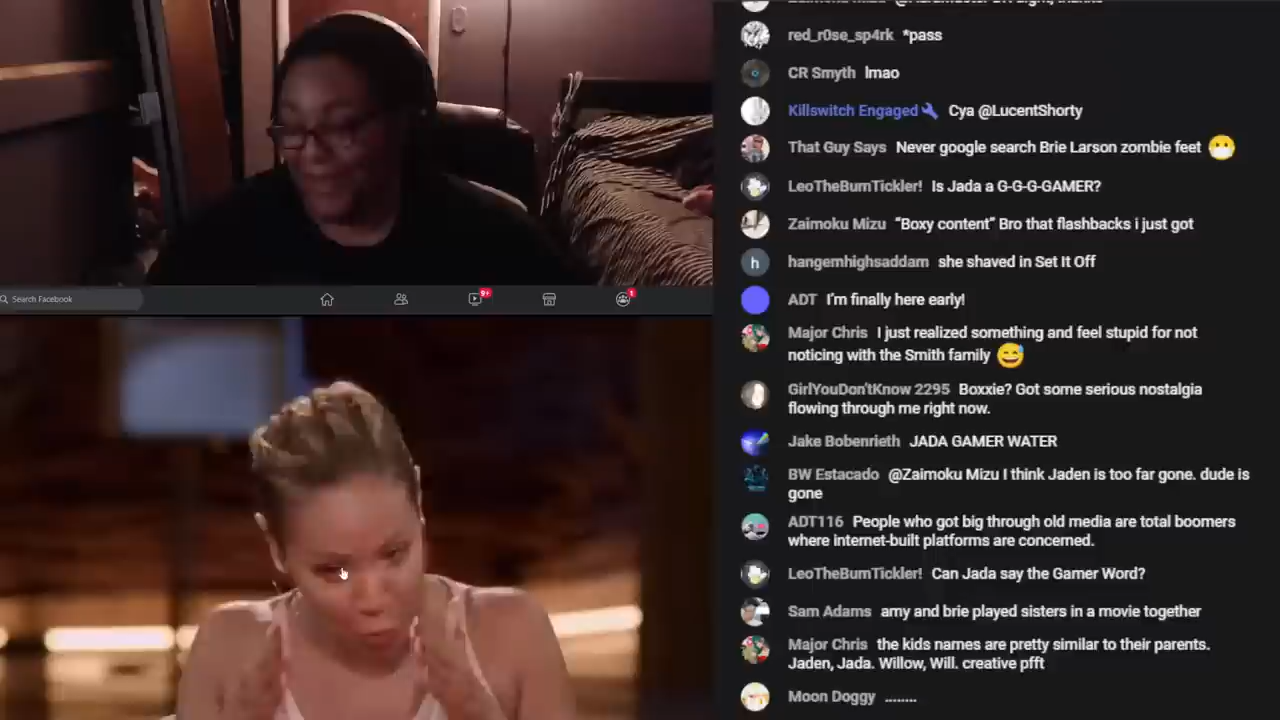 red_r0se_sp4rk *pass
CR Smyth lmao
Killswitch Engaged Cya @LucentShorty
That Guy Says Never google search Brie Larson zombie feet 😷
LeoTheBumTickler! Is Jada a G-G-G-GAMER?
Zaimoku Mizu “Boxy content” Bro that flashbacks i just got
h hangemhighsaddam she shaved in Set It Off
ADT I'm finally here early!
Search Facebook 9+ 1
Major Chris I just realized something and feel stupid for not
noticing with the Smith family 😅
GirlYouDon'tKnow 2295 Boxxie? Got some serious nostalgia
flowing through me right now.
Jake Bobenrieth JADA GAMER WATER
BW Estacado @Zaimoku Mizu I think Jaden is too far gone. dude is
gone
ADT116 People who got big through old media are total boomers
where internet-built platforms are concerned.
LeoTheBumTickler! Can Jada say the Gamer Word?
Sam Adams amy and brie played sisters in a movie together
Major Chris the kids names are pretty similar to their parents.
Jaden, Jada. Willow, Will. creative pfft
Moon Doggy ........